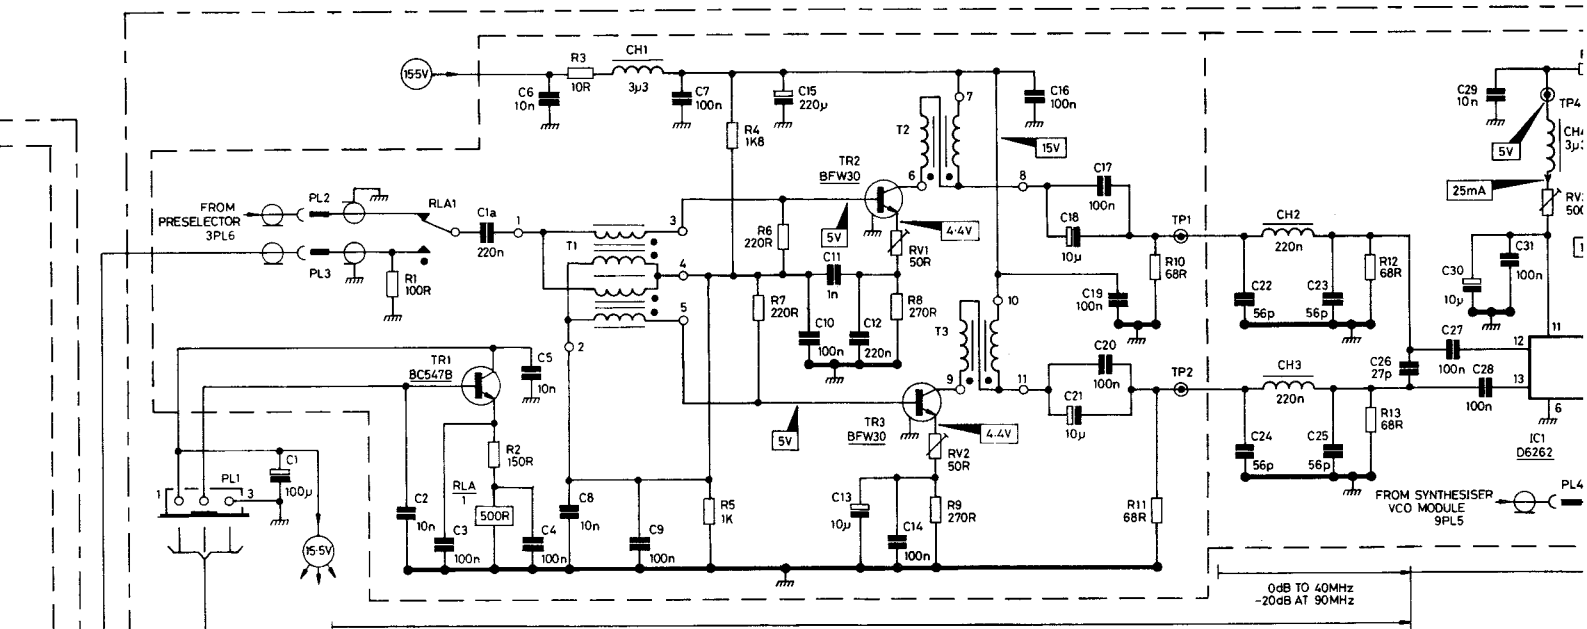 15·5V
C6
10n
R3
10R
CH1
3µ3
C7
100n
C15
220µ
R4
1K8
C16
100n
7
T2
15V
C29
10n
TP4
5V
25mA
TR2
BFW30
6
8
C17
100n
C18
10µ
TP1
CH2
220n
FROM
PRESELECTOR
3PL6
PL2
PL3
RLA1
C1a
220n
1
R1
100R
T1
3
4
5
2
R6
220R
5V
4·4V
RV1
50R
C11
1n
R7
220R
R8
270R
C10
100n
C12
220n
C19
100n
R10
68R
10
T3
C22
56p
C23
56p
R12
68R
C30
10µ
C31
100n
11
12
13
6
IC1
D6262
C26
27p
C27
100n
C28
100n
TR1
BC547B
C5
10n
9
11
C20
100n
C21
10µ
TP2
CH3
220n
TR3
BFW30
5V
4·4V
RV2
50R
C24
56p
C25
56p
R13
68R
C1
100µ
PL1
1
3
15·5V
R2
150R
RLA
1
500R
C2
10n
C3
100n
C4
100n
C8
10n
C9
100n
R5
1K
C13
10µ
C14
100n
R9
270R
R11
68R
FROM SYNTHESISER
VCO MODULE
9PL5
PL4
0dB TO 40MHz
-20dB AT 90MHz